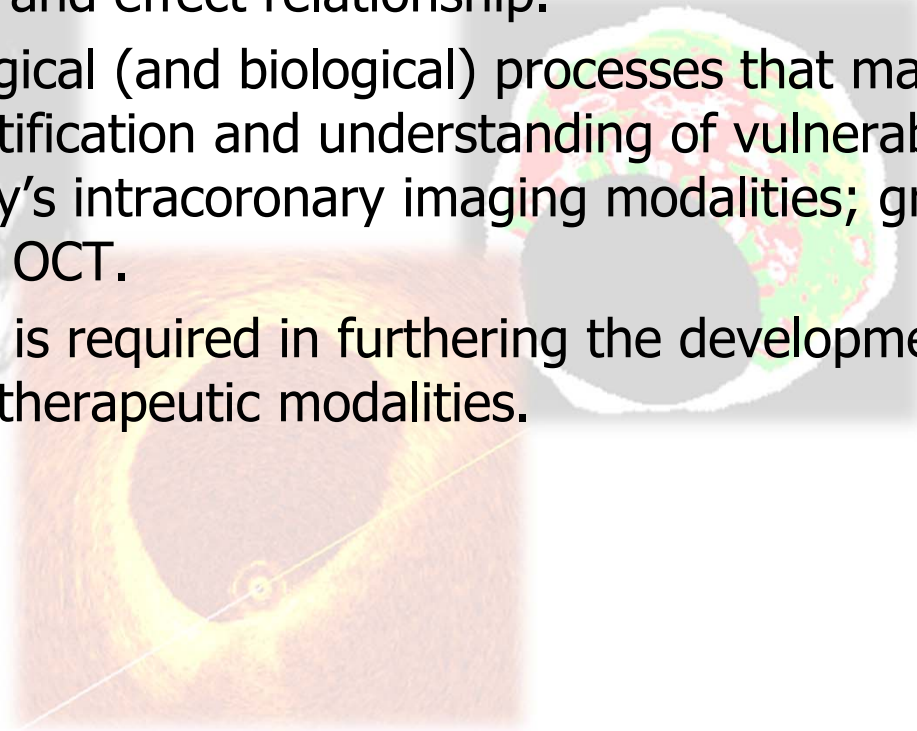 and effect relationship.
gical (and biological) processes that ma
tification and understanding of vulnerab
y’s intracoronary imaging modalities; gr
OCT.
is required in furthering the developme
therapeutic modalities.